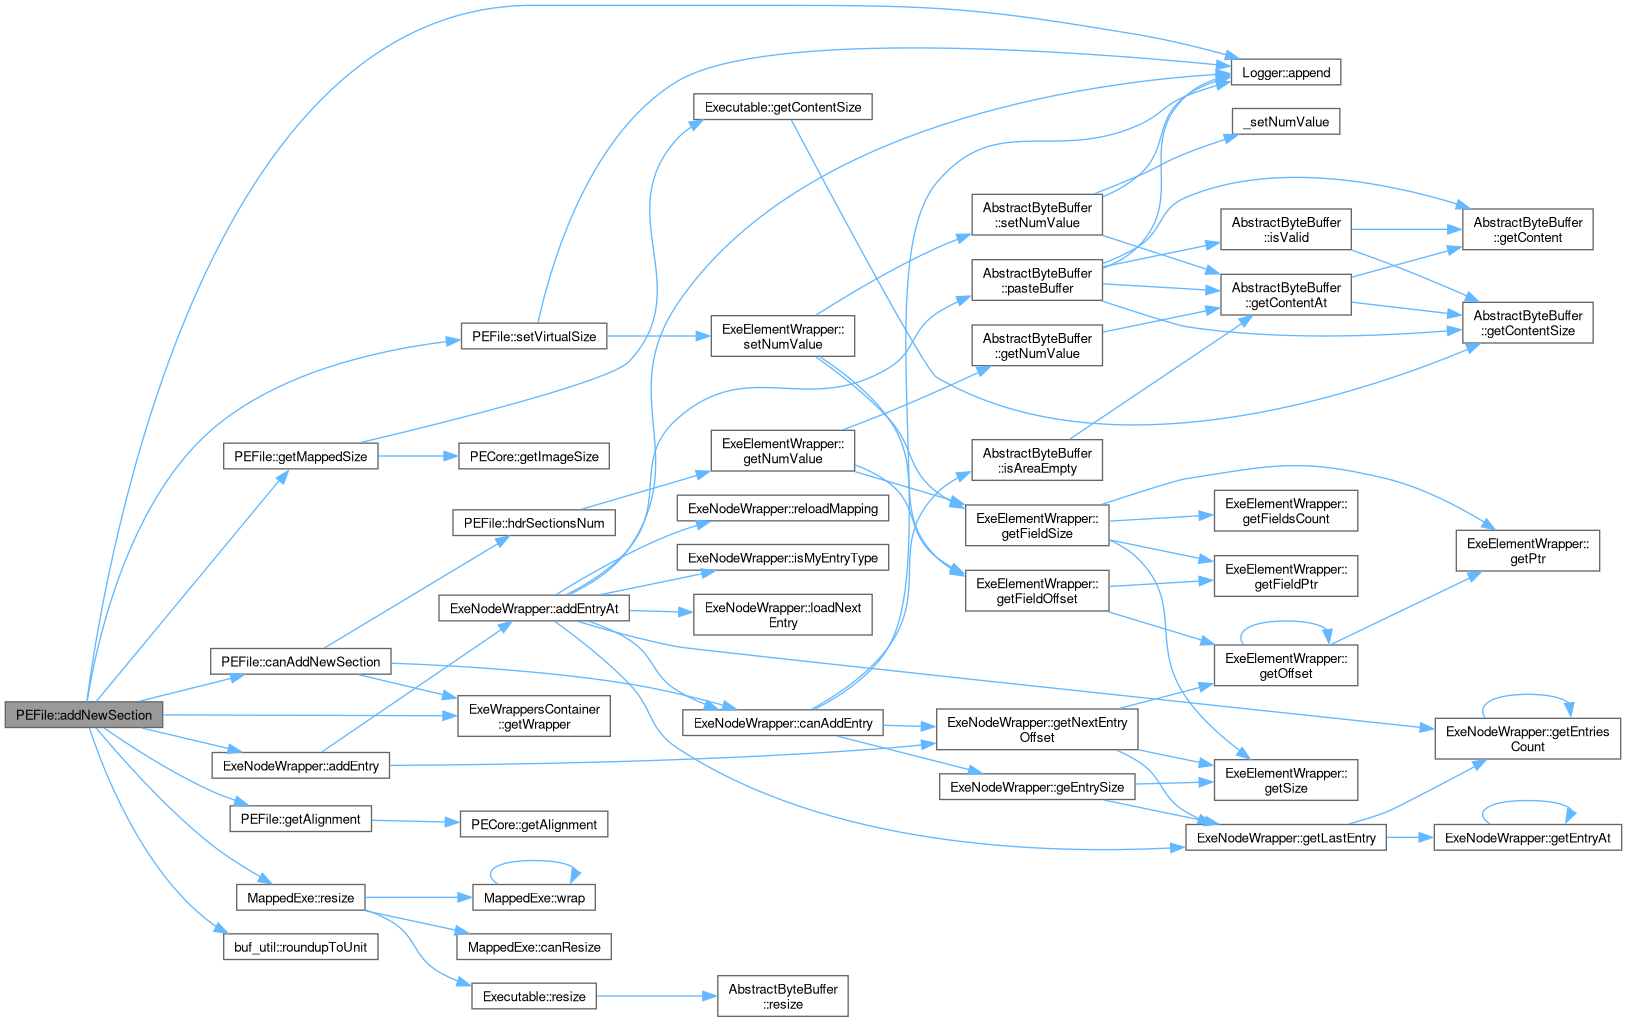 PEFile::addNewSection
Logger::append
PEFile::setVirtualSize
ExeElementWrapper::
setNumValue
AbstractByteBuffer
::setNumValue
_setNumValue
AbstractByteBuffer
::getContentAt
AbstractByteBuffer
::getContent
AbstractByteBuffer
::getContentSize
ExeElementWrapper::
getFieldSize
ExeElementWrapper::
getFieldsCount
ExeElementWrapper::
getFieldPtr
ExeElementWrapper::
getPtr
ExeElementWrapper::
getSize
ExeElementWrapper::
getFieldOffset
ExeElementWrapper::
getOffset
PEFile::getMappedSize
Executable::getContentSize
PECore::getImageSize
PEFile::canAddNewSection
PEFile::hdrSectionsNum
ExeElementWrapper::
getNumValue
AbstractByteBuffer
::getNumValue
ExeWrappersContainer
::getWrapper
ExeNodeWrapper::canAddEntry
AbstractByteBuffer
::isAreaEmpty
ExeNodeWrapper::getNextEntry
Offset
ExeNodeWrapper::geEntrySize
ExeNodeWrapper::getLastEntry
ExeNodeWrapper::getEntries
Count
ExeNodeWrapper::getEntryAt
ExeNodeWrapper::addEntry
ExeNodeWrapper::addEntryAt
AbstractByteBuffer
::pasteBuffer
AbstractByteBuffer
::isValid
ExeNodeWrapper::reloadMapping
ExeNodeWrapper::isMyEntryType
ExeNodeWrapper::loadNext
Entry
PEFile::getAlignment
PECore::getAlignment
MappedExe::resize
MappedExe::wrap
MappedExe::canResize
Executable::resize
AbstractByteBuffer
::resize
buf_util::roundupToUnit